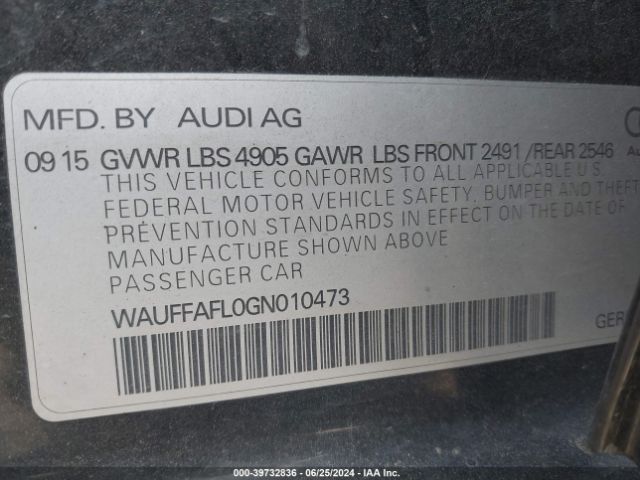 MFD. BY AUDI AG
09 15 GVWR LBS 4905 GAWR LBS FRONT 2491 /REAR 2546
THIS VEHICLE CONFORMS TO ALL APPLICABLE U S.
FEDERAL MOTOR VEHICLE SAFETY, BUMPER AND THEFT
PREVENTION STANDARDS IN EFFECT ON THE DATE OF
MANUFACTURE SHOWN ABOVE
PASSENGER CAR
WAUFFAFL0GN010473
GER
000-39732836 - 06/25/2024 - IAA Inc.